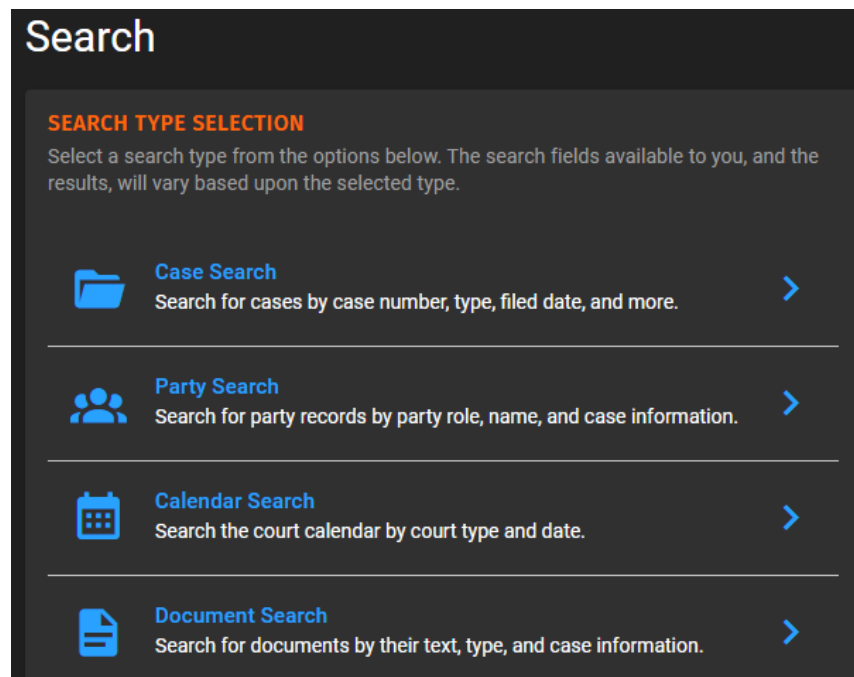 Search
SEARCH TYPE SELECTION
Select a search type from the options below. The search fields available to you, and the
results, will vary based upon the selected type.
Case Search
Search for cases by case number, type, filed date, and more.
Party Search
Search for party records by party role, name, and case information.
Calendar Search
Search the court calendar by court type and date.
Document Search
Search for documents by their text, type, and case information.